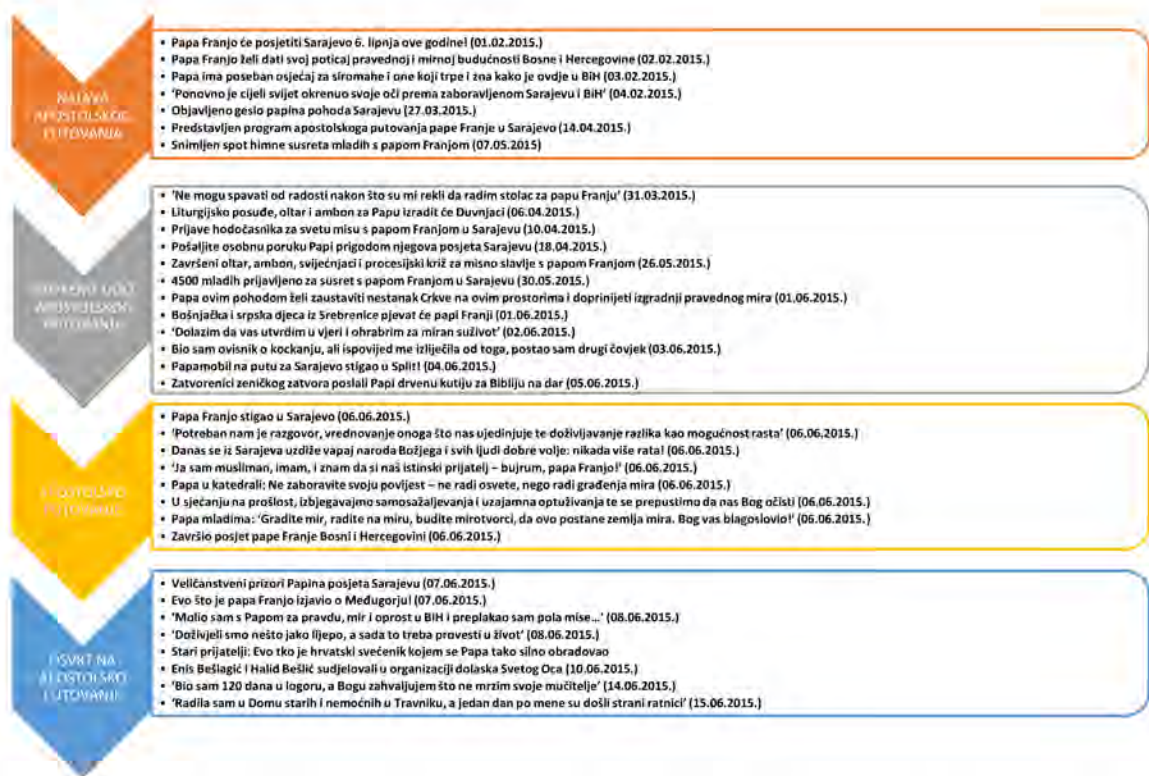 NAJAVA
APOSTOLSKOG
PUTOVANJA
• Papa Franjo će posjetiti Sarajevo 6. lipnja ove godine! (01.02.2015.)
• Papa Franjo želi dati svoj poticaj pravednoj i mirnoj budućnosti Bosne i Hercegovine (02.02.2015.)
• Papa ima poseban osjećaj za siromahe i one koji trpe i zna kako je ovdje u BiH (03.02.2015.)
• 'Ponovno je cijeli svijet okrenuo svoje oči prema zaboravljenom Sarajevu i BiH' (04.02.2015.)
• Objavljeno geslo papina pohoda Sarajevu (27.03.2015.)
• Predstavljen program apostolskoga putovanja pape Franje u Sarajevo (14.04.2015.)
• Snimljen spot himne susreta mladih s papom Franjom (07.05.2015)
APOSTOLSKOG
• 'Ne mogu spavati od radosti nakon što su mi rekli da radim stolac za papu Franju' (31.03.2015.)
• Liturgijsko posuđe, oltar i ambon za Papu izradit će Duvnjaci (06.04.2015.)
• Prijave hodočasnika za svetu misu s papom Franjom u Sarajevu (10.04.2015.)
• Pošaljite osobnu poruku Papi prigodom njegova posjeta Sarajevu (18.04.2015.)
• Završeni oltar, ambon, svijećnjaci i procesijski križ za misno slavlje s papom Franjom (26.05.2015.)
• 4500 mladih prijavljeno za susret s papom Franjom u Sarajevu (30.05.2015.)
• Papa ovim pohodom želi zaustaviti nestanak Crkve na ovim prostorima i doprinijeti izgradnji pravednog mira (01.06.2015.)
• Bošnjačka i srpska djeca iz Srebrenice pjevat će papi Franji (01.06.2015.)
• 'Dolazim da vas utvrdim u vjeri i ohrabrim za miran suživot' (02.06.2015.)
• Bio sam ovisnik o kockanju, ali ispovijed me izliječila od toga, postao sam drugi čovjek (03.06.2015.)
• Papamobil na putu za Sarajevo stigao u Split! (04.06.2015.)
• Zatvorenici zeničkog zatvora poslali Papi drvenu kutiju za Bibliju na dar (05.06.2015.)
APOSTOLSKO
PUTOVANJE
• Papa Franjo stigao u Sarajevo (06.06.2015.)
• 'Potreban nam je razgovor, vrednovanje onoga što nas ujedinjuje te doživljavanje razlika kao mogućnost rasta' (06.06.2015.)
• Danas se iz Sarajeva uzdiže vapaj naroda Božjega i svih ljudi dobre volje: nikada više rata! (06.06.2015.)
• 'Ja sam musliman, imam, i znam da si naš istinski prijatelj – bujrum, papa Franjo!' (06.06.2015.)
• Papa u katedrali: Ne zaboravite svoju povijest – ne radi osvete, nego radi građenja mira (06.06.2015.)
• U sjećanju na prošlost, izbjegavajmo samosažaljevanja i uzajamna optuživanja te se prepustimo da nas Bog očisti (06.06.2015.)
• Papa mladima: 'Gradite mir, radite na miru, budite mirotvorci, da ovo postane zemlja mira. Bog vas blagoslovio!' (06.06.2015.)
• Završio posjet pape Franje Bosni i Hercegovini (06.06.2015.)
OSVRT NA
APOSTOLSKO
PUTOVANJE
• Veličanstveni prizori Papina posjeta Sarajevu (07.06.2015.)
• Evo što je papa Franjo izjavio o Međugorju! (07.06.2015.)
• 'Molio sam s Papom za pravdu, mir i oprost u BiH i preplakao sam pola mise...' (08.06.2015.)
• 'Doživjeli smo nešto jako lijepo, a sada to treba provesti u život' (08.06.2015.)
• Stari prijatelji: Evo tko je hrvatski svećenik kojem se Papa tako silno obradovao
• Enis Bešlagić i Halid Bešlić sudjelovali u organizaciji dolaska Svetog Oca (10.06.2015.)
• 'Bio sam 120 dana u logoru, a Bogu zahvaljujem što ne mrzim svoje mučitelje' (14.06.2015.)
• 'Radila sam u Domu starih i nemoćnih u Travniku, a jedan dan po mene su došli strani ratnici' (15.06.2015.)